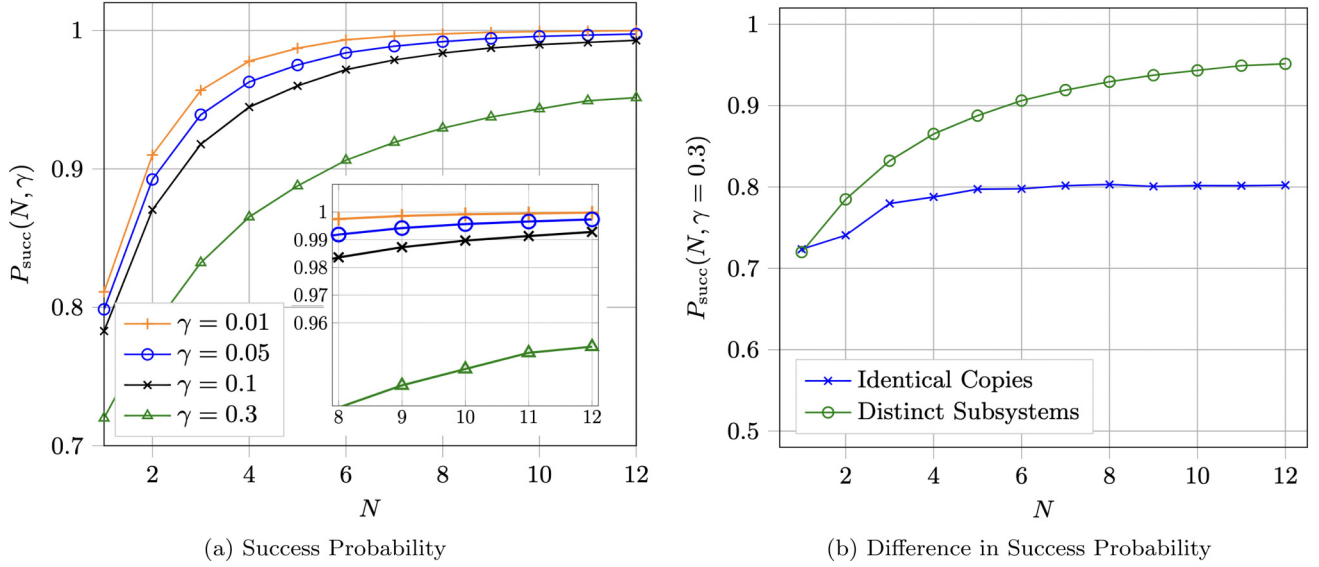 1
0.9
0.8
0.7
P_succ(N, γ)
2 4 6 8 10 12
N
γ = 0.01
γ = 0.05
γ = 0.1
γ = 0.3
1
0.99
0.98
0.97
0.96
8 9 10 11 12
(a) Success Probability
1
0.9
0.8
0.7
0.6
0.5
P_succ(N, γ = 0.3)
2 4 6 8 10 12
N
Identical Copies
Distinct Subsystems
(b) Difference in Success Probability